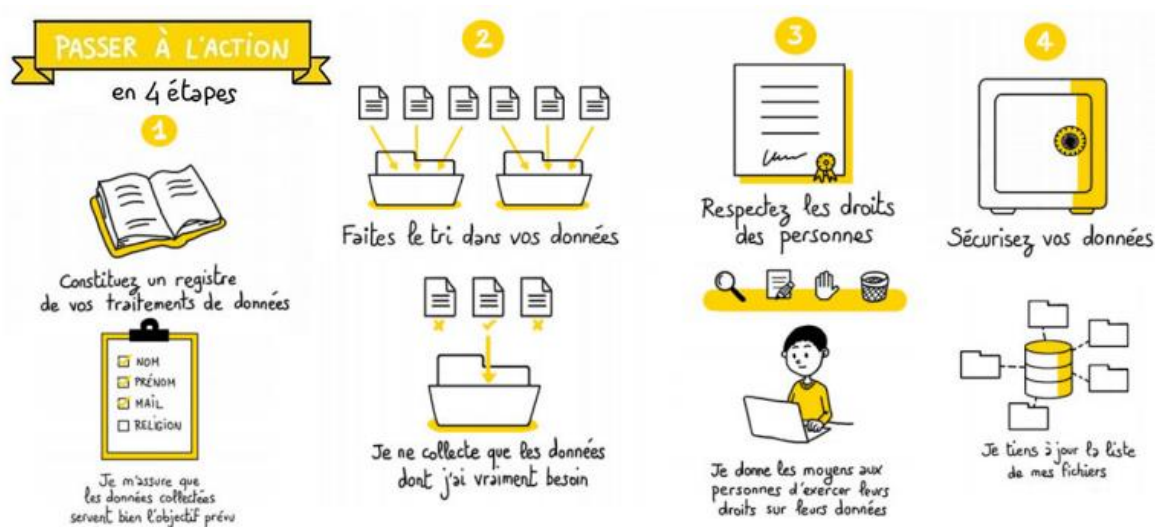 PASSER À L'ACTION
en 4 étapes
1
Constituez un registre
de vos traitements de données
NOM
PRÉNOM
MAIL
RELIGION
Je m'assure que
les données collectées
servent bien l'objectif prévu
2
Faites le tri dans vos données
Je ne collecte que les données
dont j'ai vraiment besoin
3
Respectez les droits
des personnes
Je donne les moyens aux
personnes d'exercer leurs
droits sur leurs données
4
Sécurisez vos données
Je tiens à jour la liste
de mes fichiers